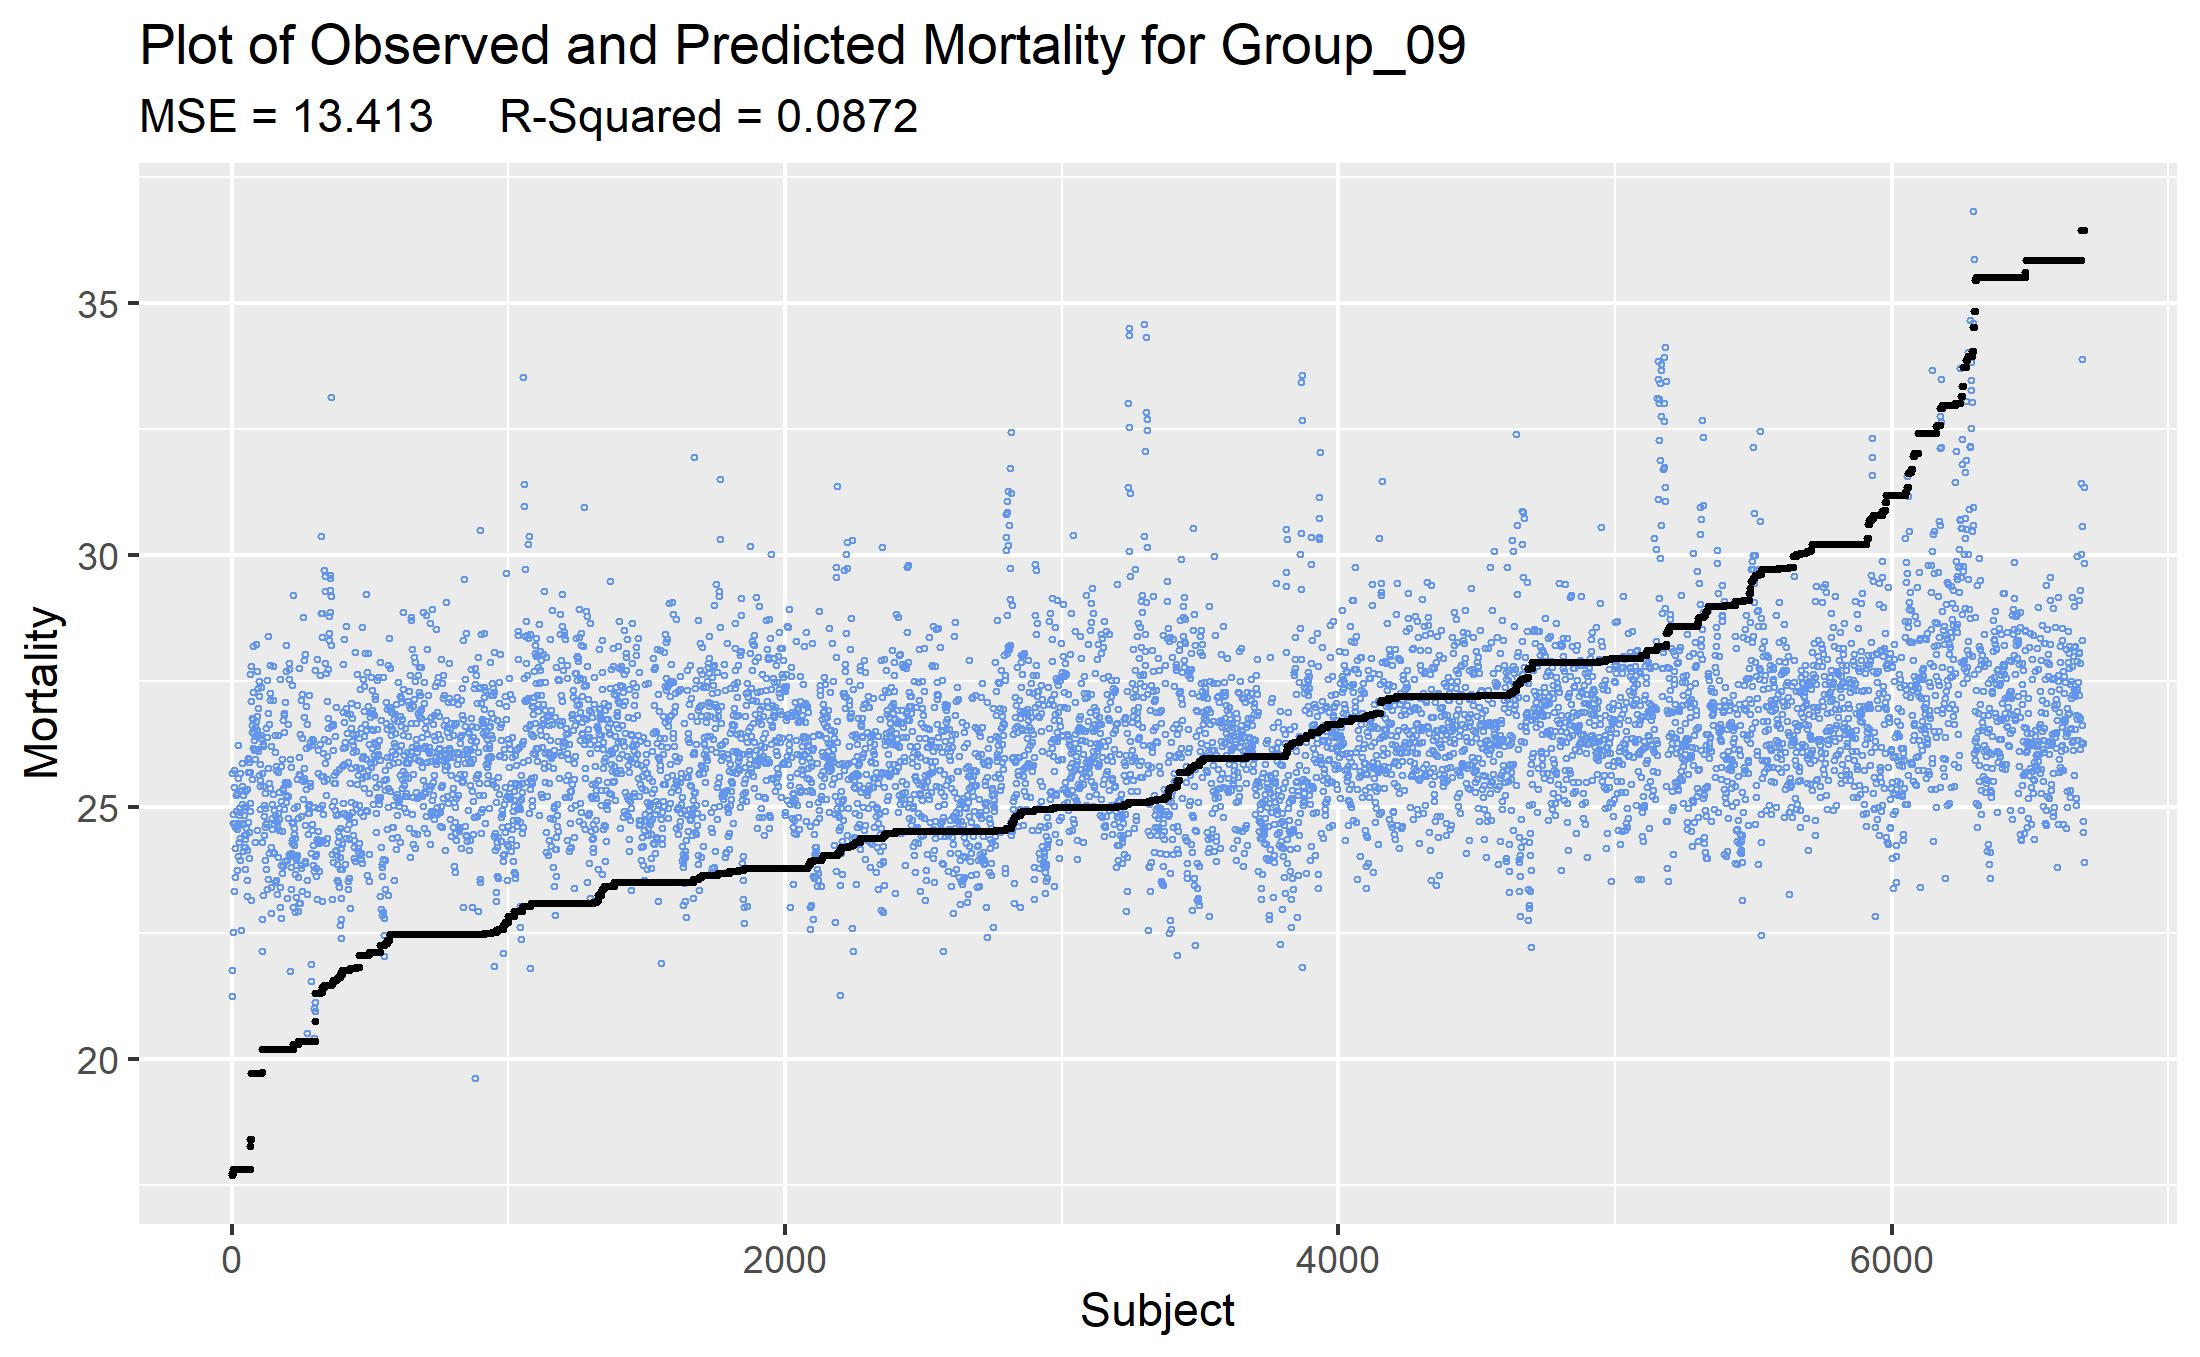 Plot of Observed and Predicted Mortality for Group_09
MSE = 13.413 R-Squared = 0.0872
Mortality
35
30
25
20
0 2000 4000 6000
Subject